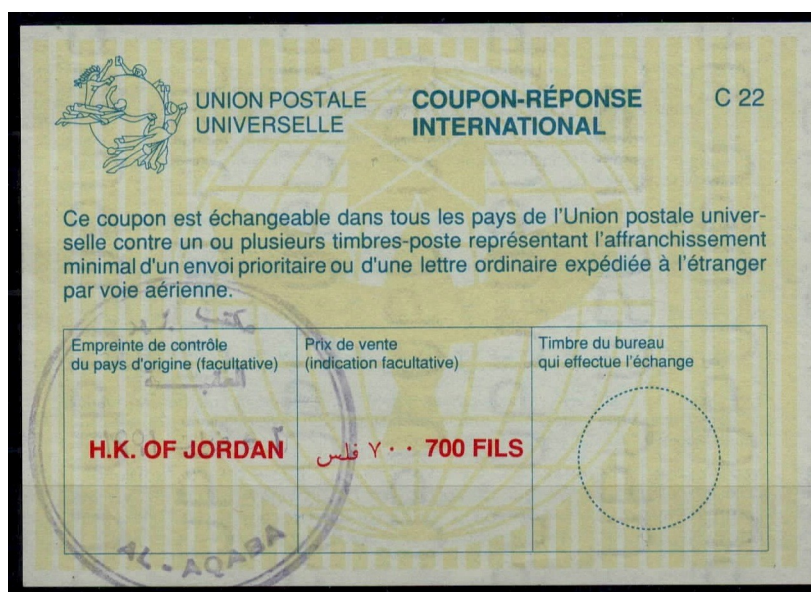 UNION POSTALE
UNIVERSELLE
COUPON-RÉPONSE
INTERNATIONAL
C 22
Ce coupon est échangeable dans tous les pays de l'Union postale univer-
selle contre un ou plusieurs timbres-poste représentant l'affranchissement
minimal d'un envoi prioritaire ou d'une lettre ordinaire expédiée à l'étranger
par voie aérienne.
Empreinte de contrôle
du pays d'origine (facultative)
Prix de vente
(indication facultative)
Timbre du bureau
qui effectue l'échange
مكتب بريد
العقبــــة
H.K. OF JORDAN
٧٠٠ فلس 700 FILS
AL-AQABA